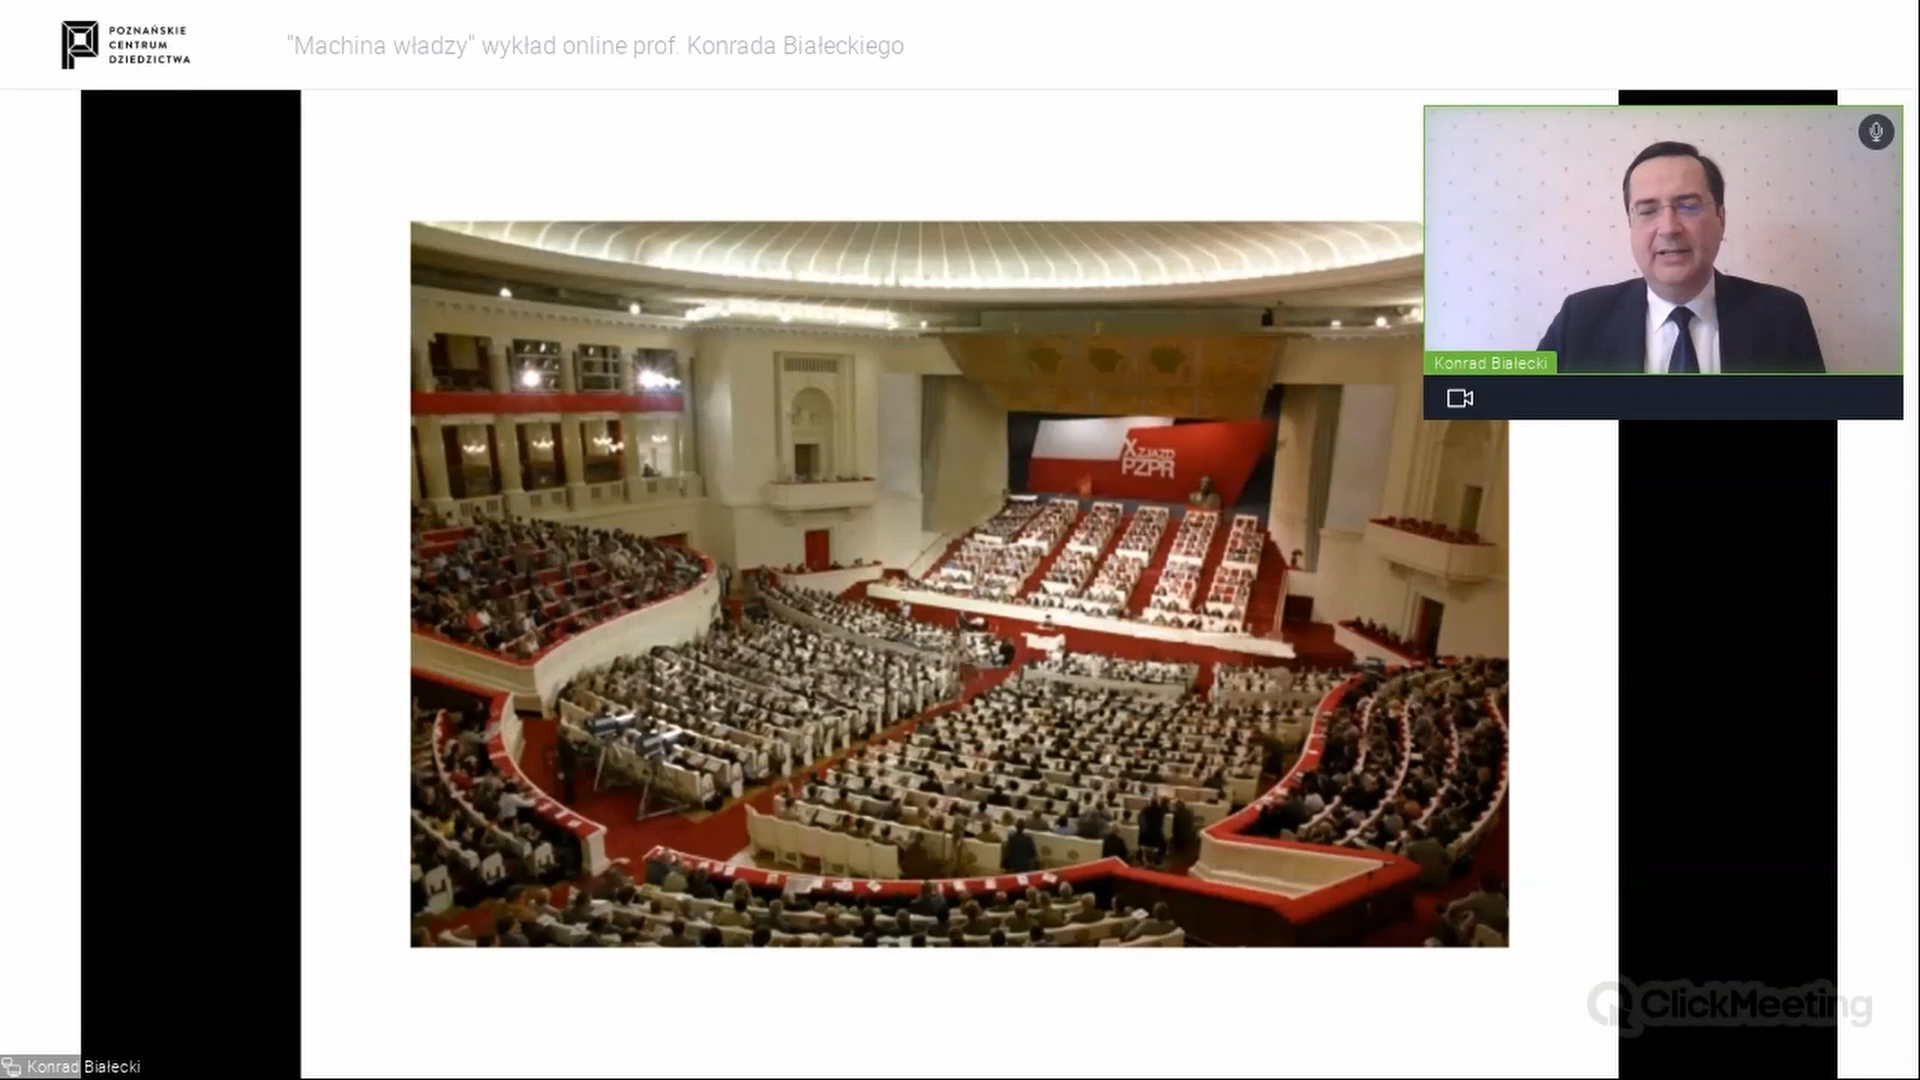 POZNAŃSKIE
CENTRUM
DZIEDZICTWA
"Machina władzy" wykład online prof. Konrada Białeckiego
Konrad Białecki
X ZJAZD
PZPR
ClickMeeting
Konrad Białecki